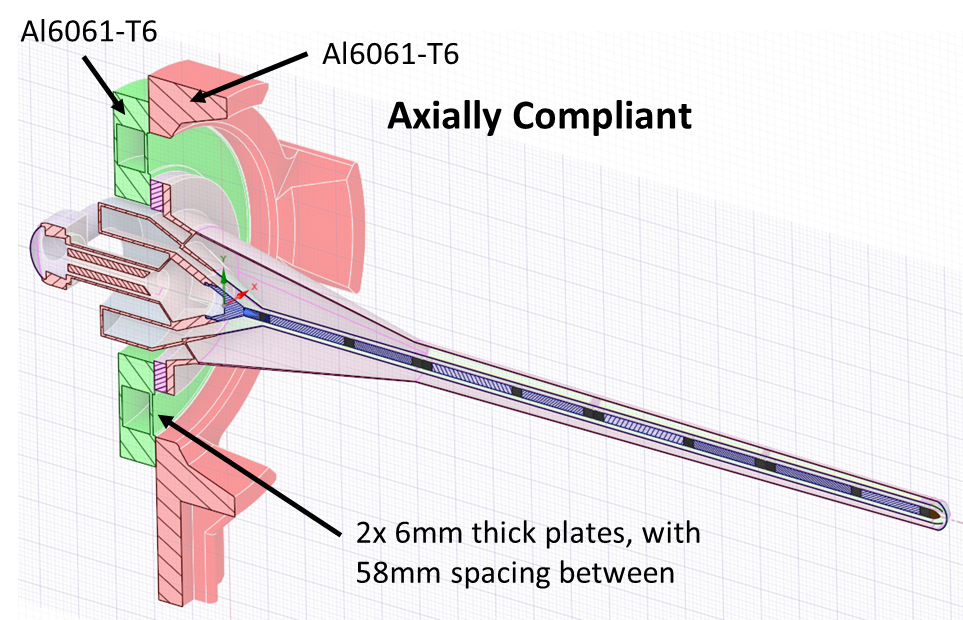 Al6061-T6
Al6061-T6
Axially Compliant
Y
X
2x 6mm thick plates, with
58mm spacing between